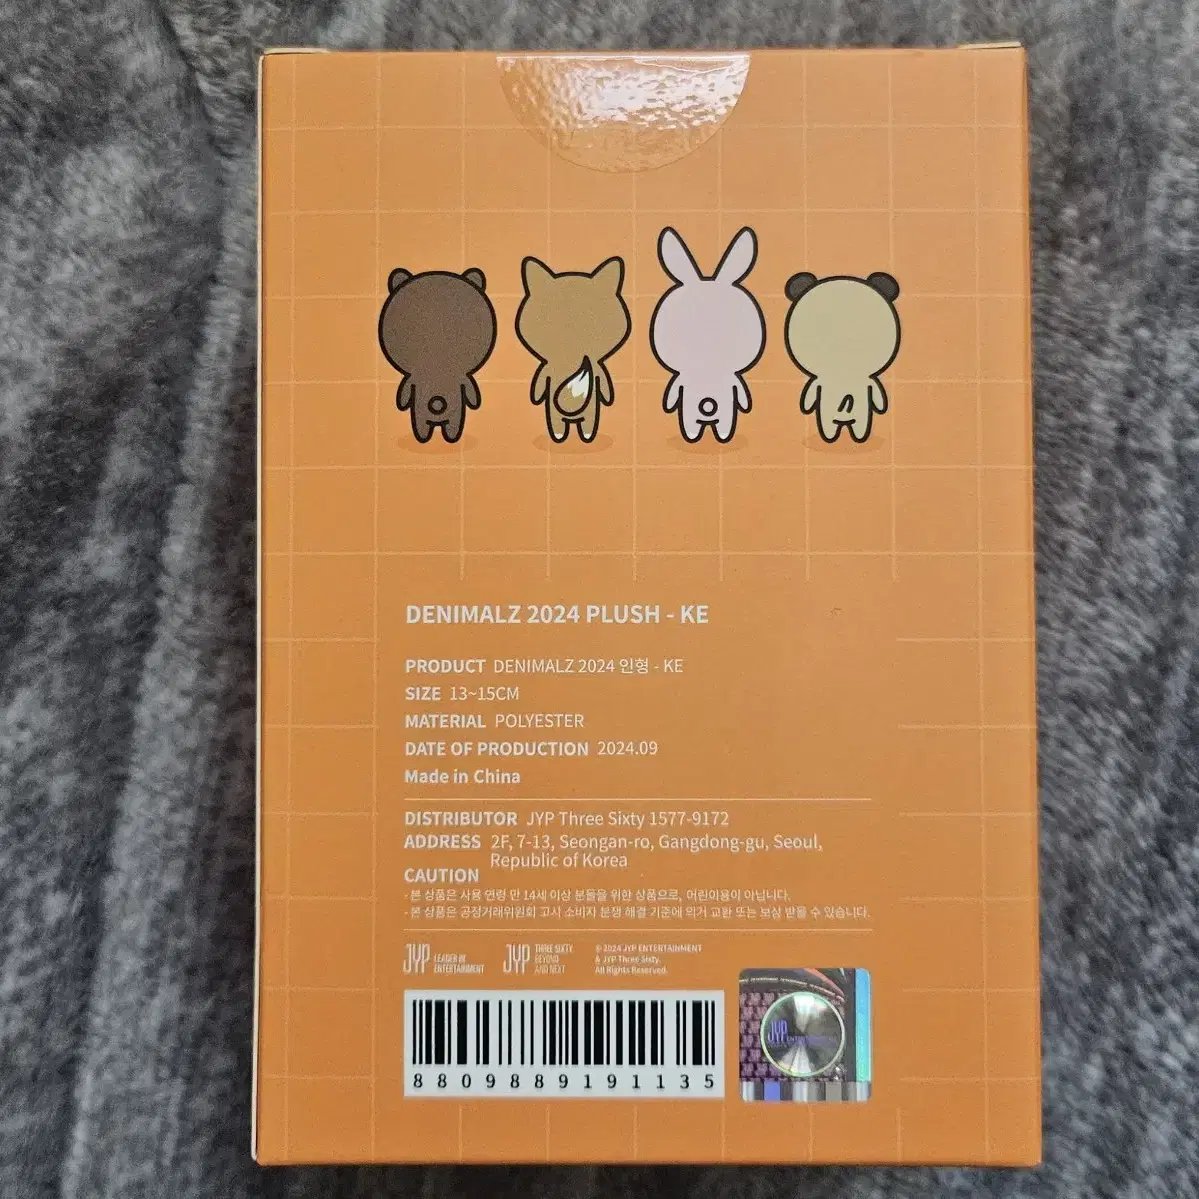 DENIMALZ 2024 PLUSH - KE
PRODUCT DENIMALZ 2024 인형 - KE
SIZE 13~15CM
MATERIAL POLYESTER
DATE OF PRODUCTION 2024.09
Made in China
DISTRIBUTOR JYP Three Sixty 1577-9172
ADDRESS 2F, 7-13, Seongan-ro, Gangdong-gu, Seoul,
Republic of Korea
CAUTION
- 본 상품은 사용 연령 만 14세 이상 분들을 위한 상품으로, 어린이용이 아닙니다.
- 본 상품은 공정거래위원회 고시 소비자 분쟁 해결 기준에 의거 교환 또는 보상 받을 수 있습니다.
JYP LEADER IN
ENTERTAINMENT
JYP THREE SIXTY
BEYOND
AND NEXT
© 2024 JYP ENTERTAINMENT
& JYP Three Sixty.
All Rights Reserved.
8809889191135
JYP ENTERTAINMENT